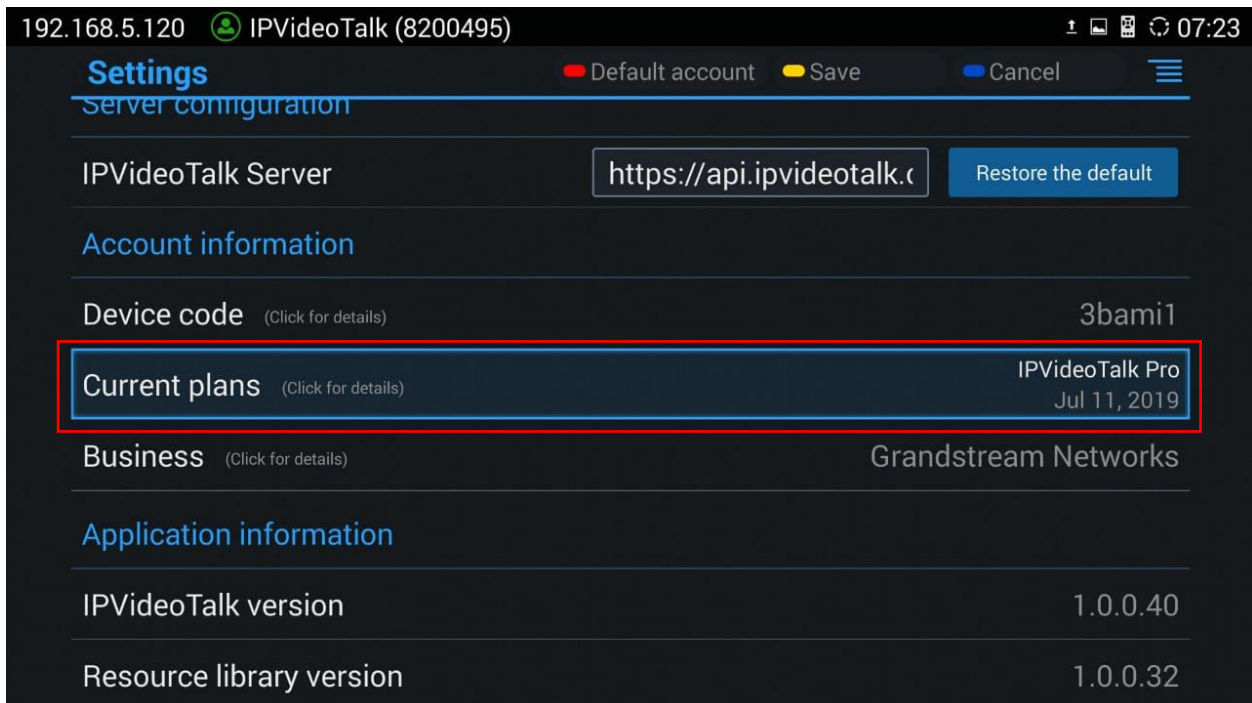 192.168.5.120 IPVideoTalk (8200495) 07:23
Settings Default account Save Cancel
Server configuration
IPVideoTalk Server https://api.ipvideotalk.c Restore the default
Account information
Device code (Click for details) 3bami1
Current plans (Click for details) IPVideoTalk Pro
Jul 11, 2019
Business (Click for details) Grandstream Networks
Application information
IPVideoTalk version 1.0.0.40
Resource library version 1.0.0.32